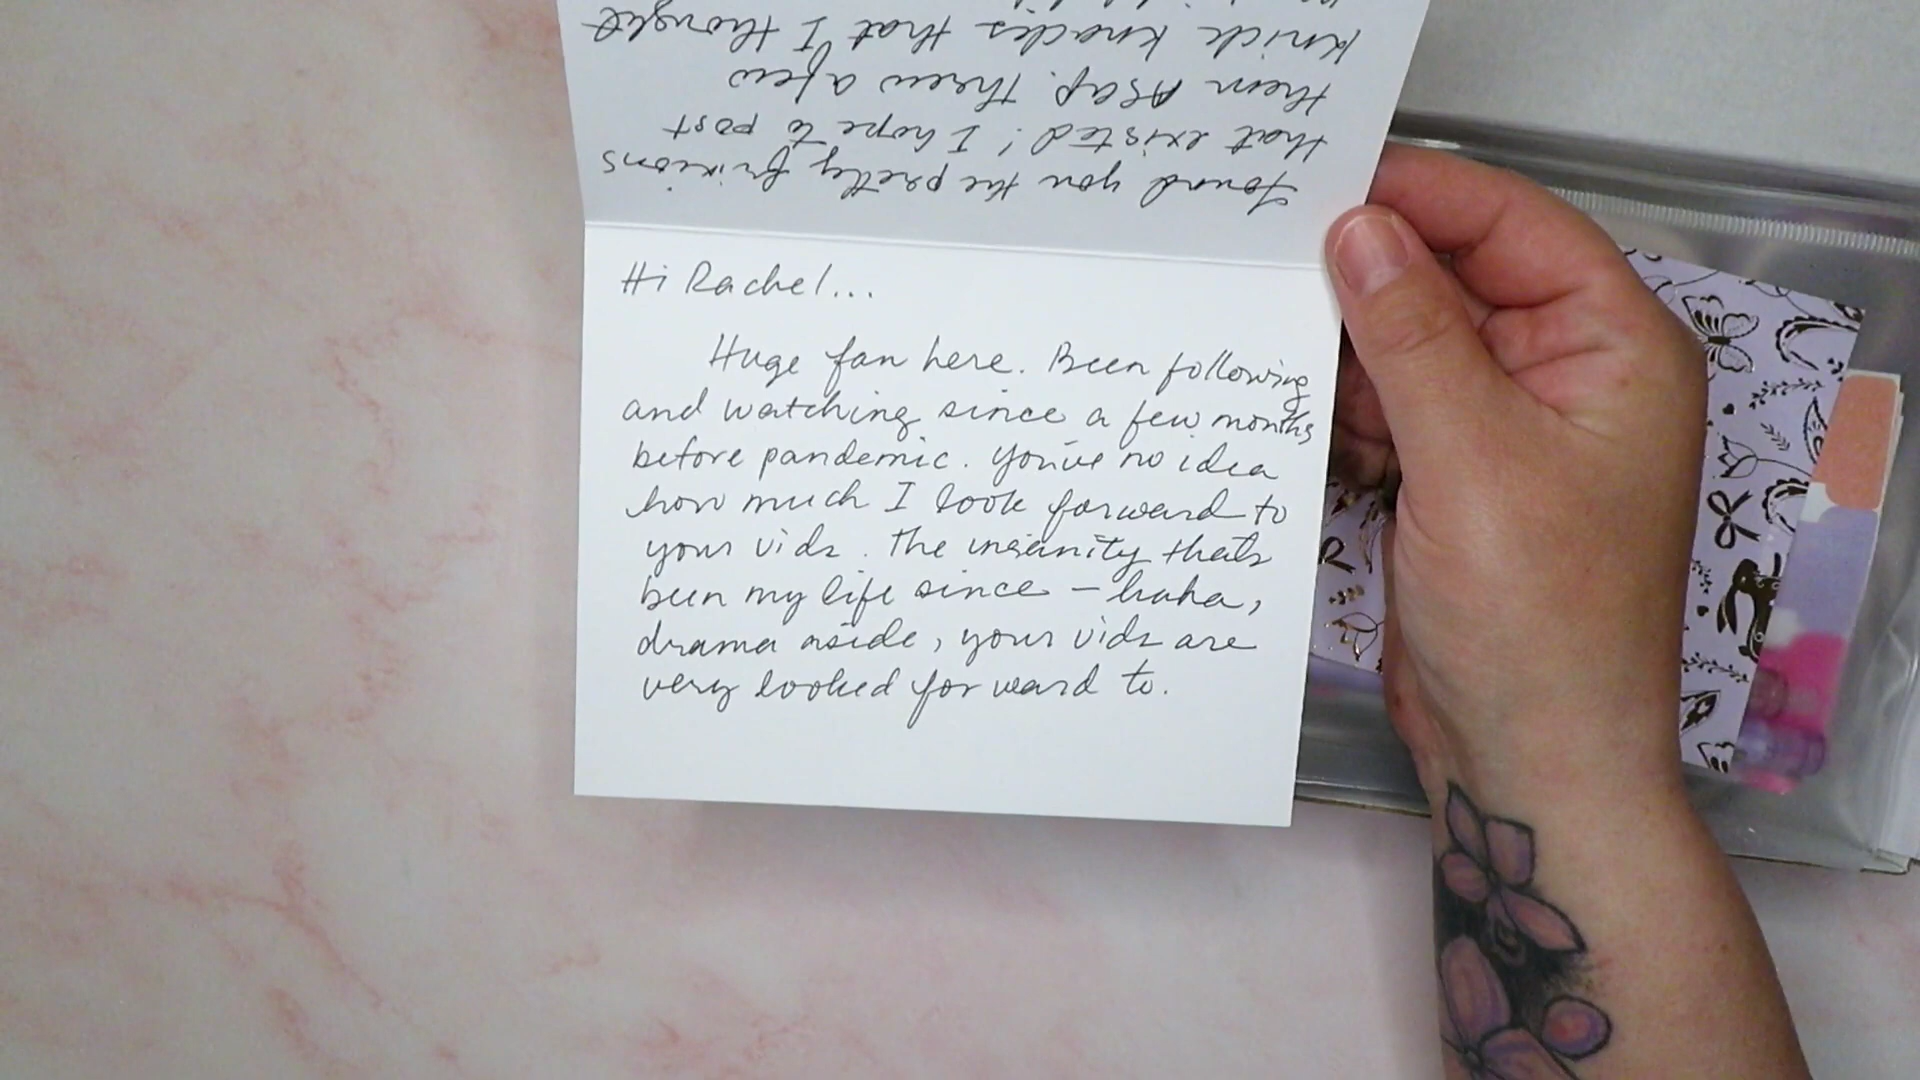 Hi Rachel...
Huge fan here. Been following
and watching since a few months
before pandemic. You've no idea
how much I look forward to
your vids. The insanity thats
been my life since – haha,
drama aside, your vids are
very looked forward to.
Found you the pretty frixions
that existed! I hope to post
them asap. Threw a few
knick knacks that I thought